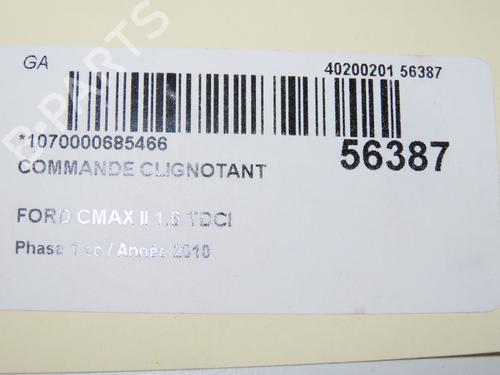 GA
40200201 56387
*1070000685466
56387
COMMANDE CLIGNOTANT
FORD CMAX II 1.6 TDCI
Phase 1 / Année 2010
B-PARTS